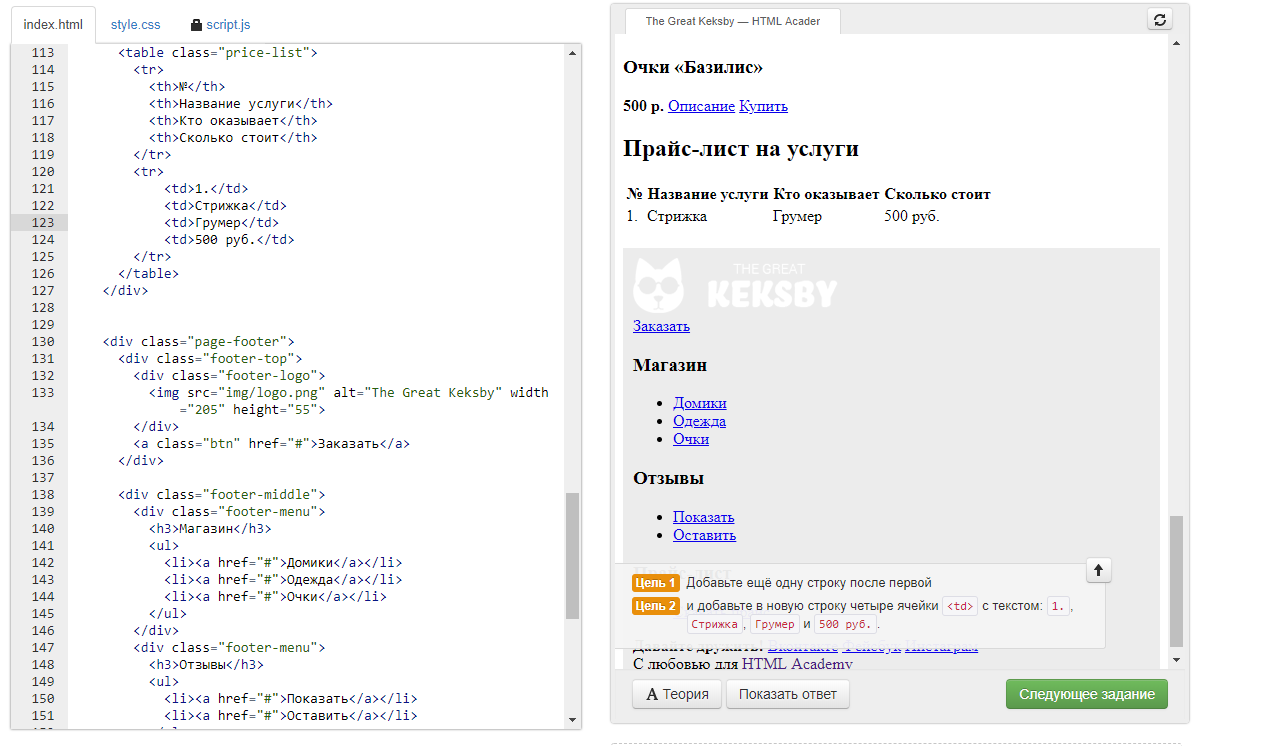 index.html style.css script.js
113 <table class="price-list">
114 <tr>
115 <th>№</th>
116 <th>Название услуги</th>
117 <th>Кто оказывает</th>
118 <th>Сколько стоит</th>
119 </tr>
120 <tr>
121 <td>1.</td>
122 <td>Стрижка</td>
123 <td>Грумер</td>
124 <td>500 руб.</td>
125 </tr>
126 </table>
127 </div>
128
129
130 <div class="page-footer">
131 <div class="footer-top">
132 <div class="footer-logo">
133 <img src="img/logo.png" alt="The Great Keksby" width
="205" height="55">
134 </div>
135 <a class="btn" href="#">Заказать</a>
136 </div>
137
138 <div class="footer-middle">
139 <div class="footer-menu">
140 <h3>Магазин</h3>
141 <ul>
142 <li><a href="#">Домики</a></li>
143 <li><a href="#">Одежда</a></li>
144 <li><a href="#">Очки</a></li>
145 </ul>
146 </div>
147 <div class="footer-menu">
148 <h3>Отзывы</h3>
149 <ul>
150 <li><a href="#">Показать</a></li>
151 <li><a href="#">Оставить</a></li>
The Great Keksby — HTML Acader
Очки «Базилис»
500 р. Описание Купить
Прайс-лист на услуги
№ Название услуги Кто оказывает Сколько стоит
1. Стрижка Грумер 500 руб.
THE GREAT
KEKSBY
Заказать
Магазин
Домики
Одежда
Очки
Отзывы
Показать
Оставить
Прайс-лист
Цель 1 Добавьте ещё одну строку после первой
Цель 2 и добавьте в новую строку четыре ячейки <td> с текстом: 1.,
Стрижка, Грумер и 500 руб..
Давайте дружить! Вконтакте Фейсбук Инстаграм
С любовью для HTML Academy
A Теория Показать ответ Следующее задание